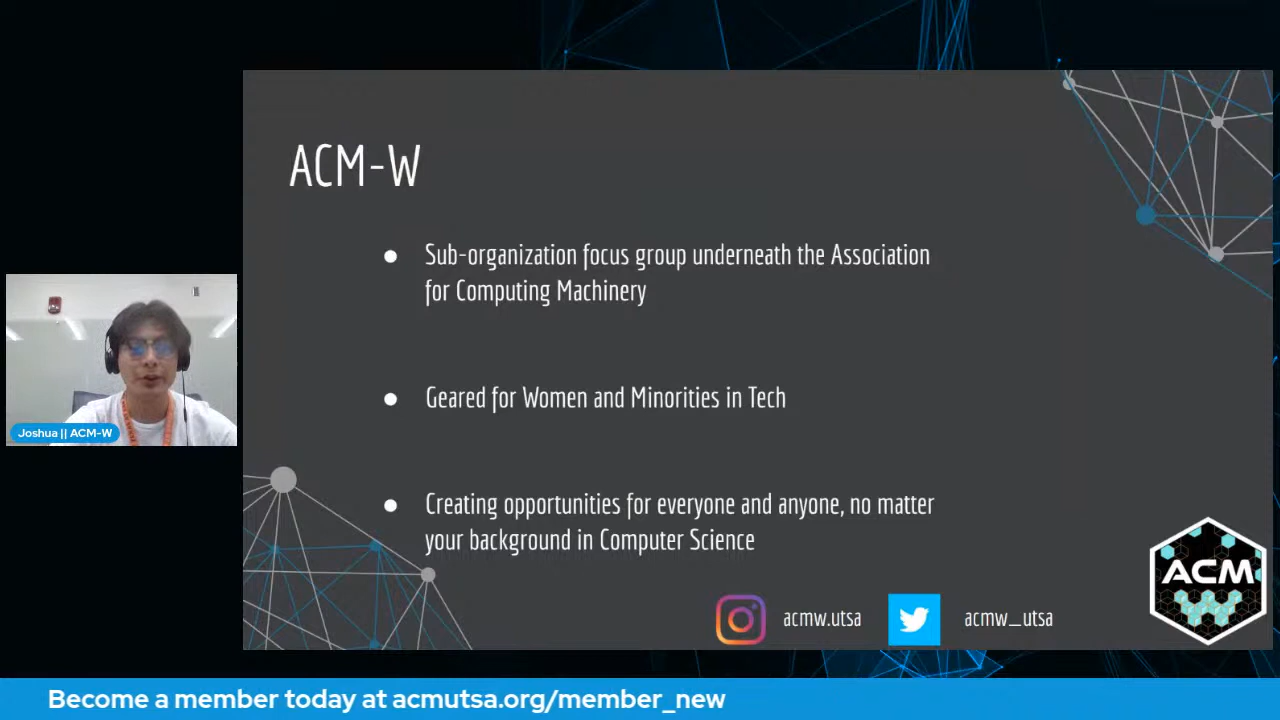 ACM-W
● Sub-organization focus group underneath the Association
for Computing Machinery
● Geared for Women and Minorities in Tech
● Creating opportunities for everyone and anyone, no matter
your background in Computer Science
Joshua || ACM-W
acmw.utsa
acmw_utsa
ACM
W
Become a member today at acmutsa.org/member_new